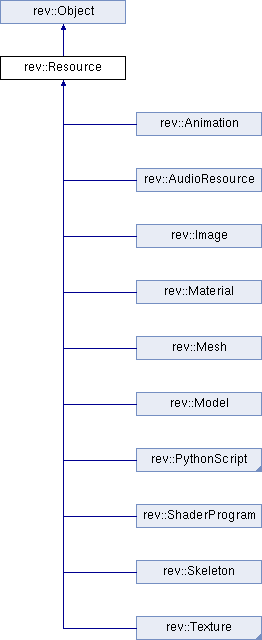 rev::Object
rev::Resource
rev::Animation
rev::AudioResource
rev::Image
rev::Material
rev::Mesh
rev::Model
rev::PythonScript
rev::ShaderProgram
rev::Skeleton
rev::Texture